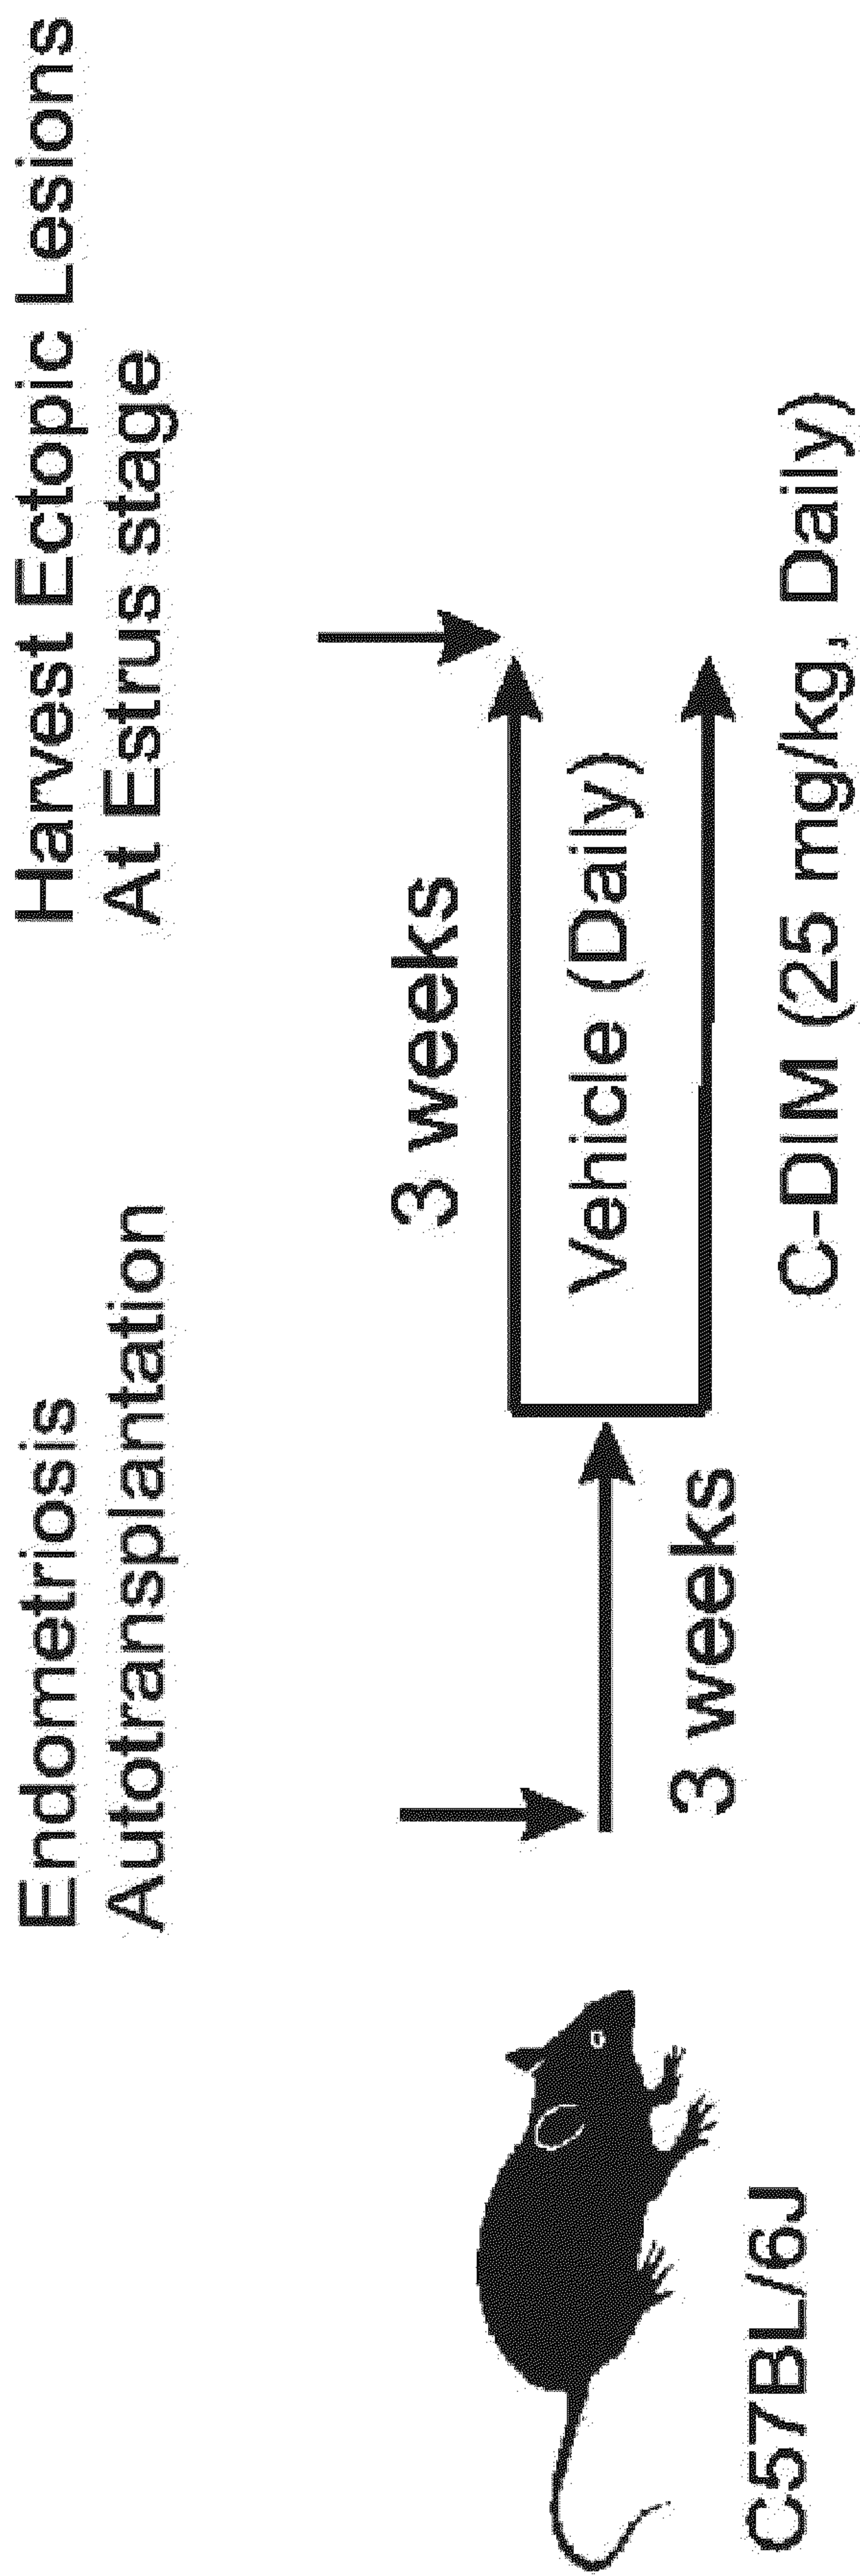 Endometriosis
Autotransplantation
Harvest Ectopic Lesions
At Estrus stage
3 weeks
Vehicle (Daily)
3 weeks
C-DIM (25 mg/kg, Daily)
C57BL/6J